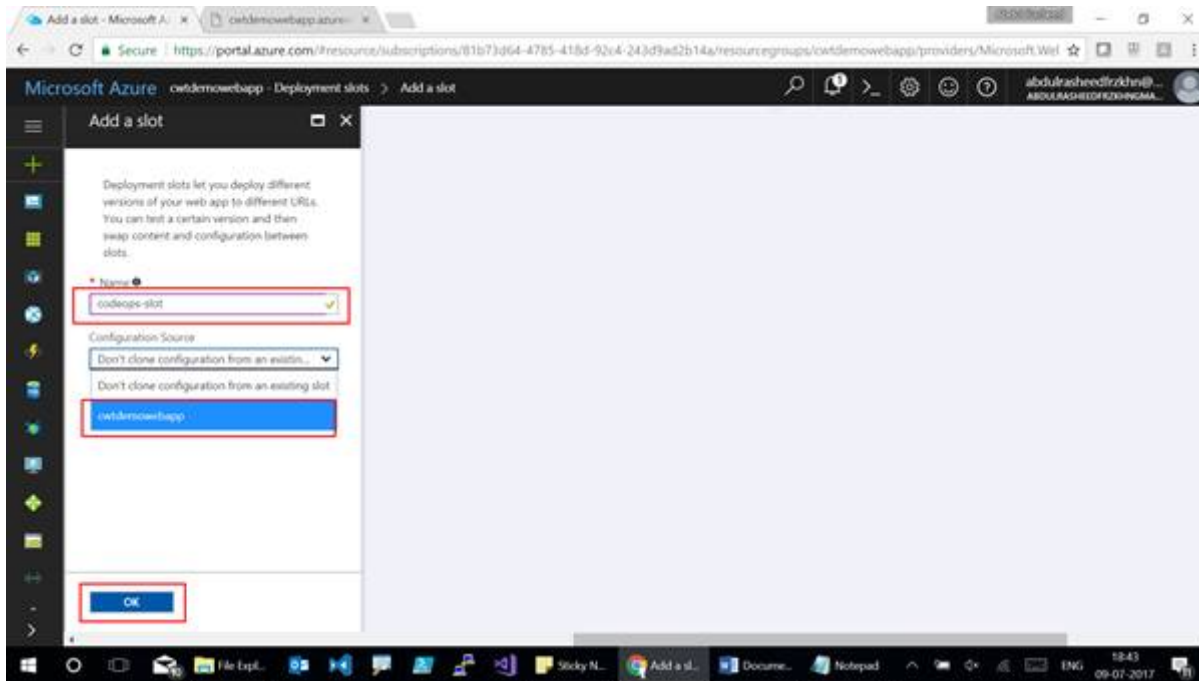 Add a slot - Microsoft A
cwtdemowebapp.azure
Secure https://portal.azure.com/#resource/subscriptions/81b73d64-4785-418d-92c4-243d9ad2b14a/resourcegroups/cwtdemowebapp/providers/Microsoft.Wel
Microsoft Azure cwtdemowebapp - Deployment slots > Add a slot
abdulrasheedfrzkhn@...
Add a slot
Deployment slots let you deploy different
versions of your web app to different URLs.
You can test a certain version and then
swap content and configuration between
slots.
* Name
codeops-slot
Configuration Source
Don't clone configuration from an existin...
Don't clone configuration from an existing slot
cwtdemowebapp
OK
File Expl...
Sticky N...
Add a sl...
Docume...
Notepad
ENG
18:43
09-07-2017